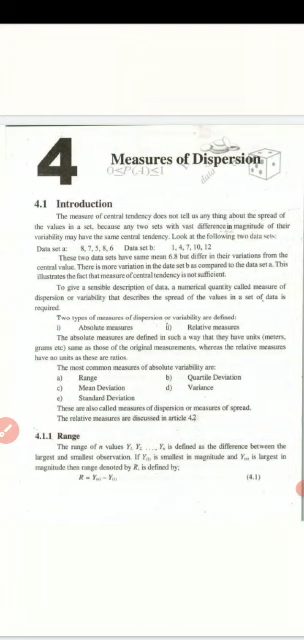 4
Measures of Dispersion
0≤P(A)≤1
data
4.1 Introduction
The measure of central tendency does not tell us any thing about the spread of
the values in a set, because any two sets with vast difference in magnitude of their
variability may have the same central tendency. Look at the following two data sets:
Data set a: 8, 7, 5, 8, 6 Data set b: 1, 4, 7, 10, 12
These two data sets have same mean 6.8 but differ in their variations from the
central value. There is more variation in the data set b as compared to the data set a. This
illustrates the fact that measure of central tendency is not sufficient.
To give a sensible description of data, a numerical quantity called measure of
dispersion or variability that describes the spread of the values in a set of data is
required.
Two types of measures of dispersion or variability are defined:
i) Absolute measures ii) Relative measures
The absolute measures are defined in such a way that they have units (meters,
grams etc) same as those of the original measurements, whereas the relative measures
have no units as these are ratios.
The most common measures of absolute variability are:
a) Range b) Quartile Deviation
c) Mean Deviation d) Variance
e) Standard Deviation
These are also called measures of dispersion or measures of spread.
The relative measures are discussed in article 4.2
4.1.1 Range
The range of n values Y₁, Y₂, . . ., Yₙ is defined as the difference between the
largest and smallest observation. If Y₍₁₎ is smallest in magnitude and Y₍ₙ₎ is largest in
magnitude then range denoted by R, is defined by;
R = Y₍ₙ₎ – Y₍₁₎ (4.1)